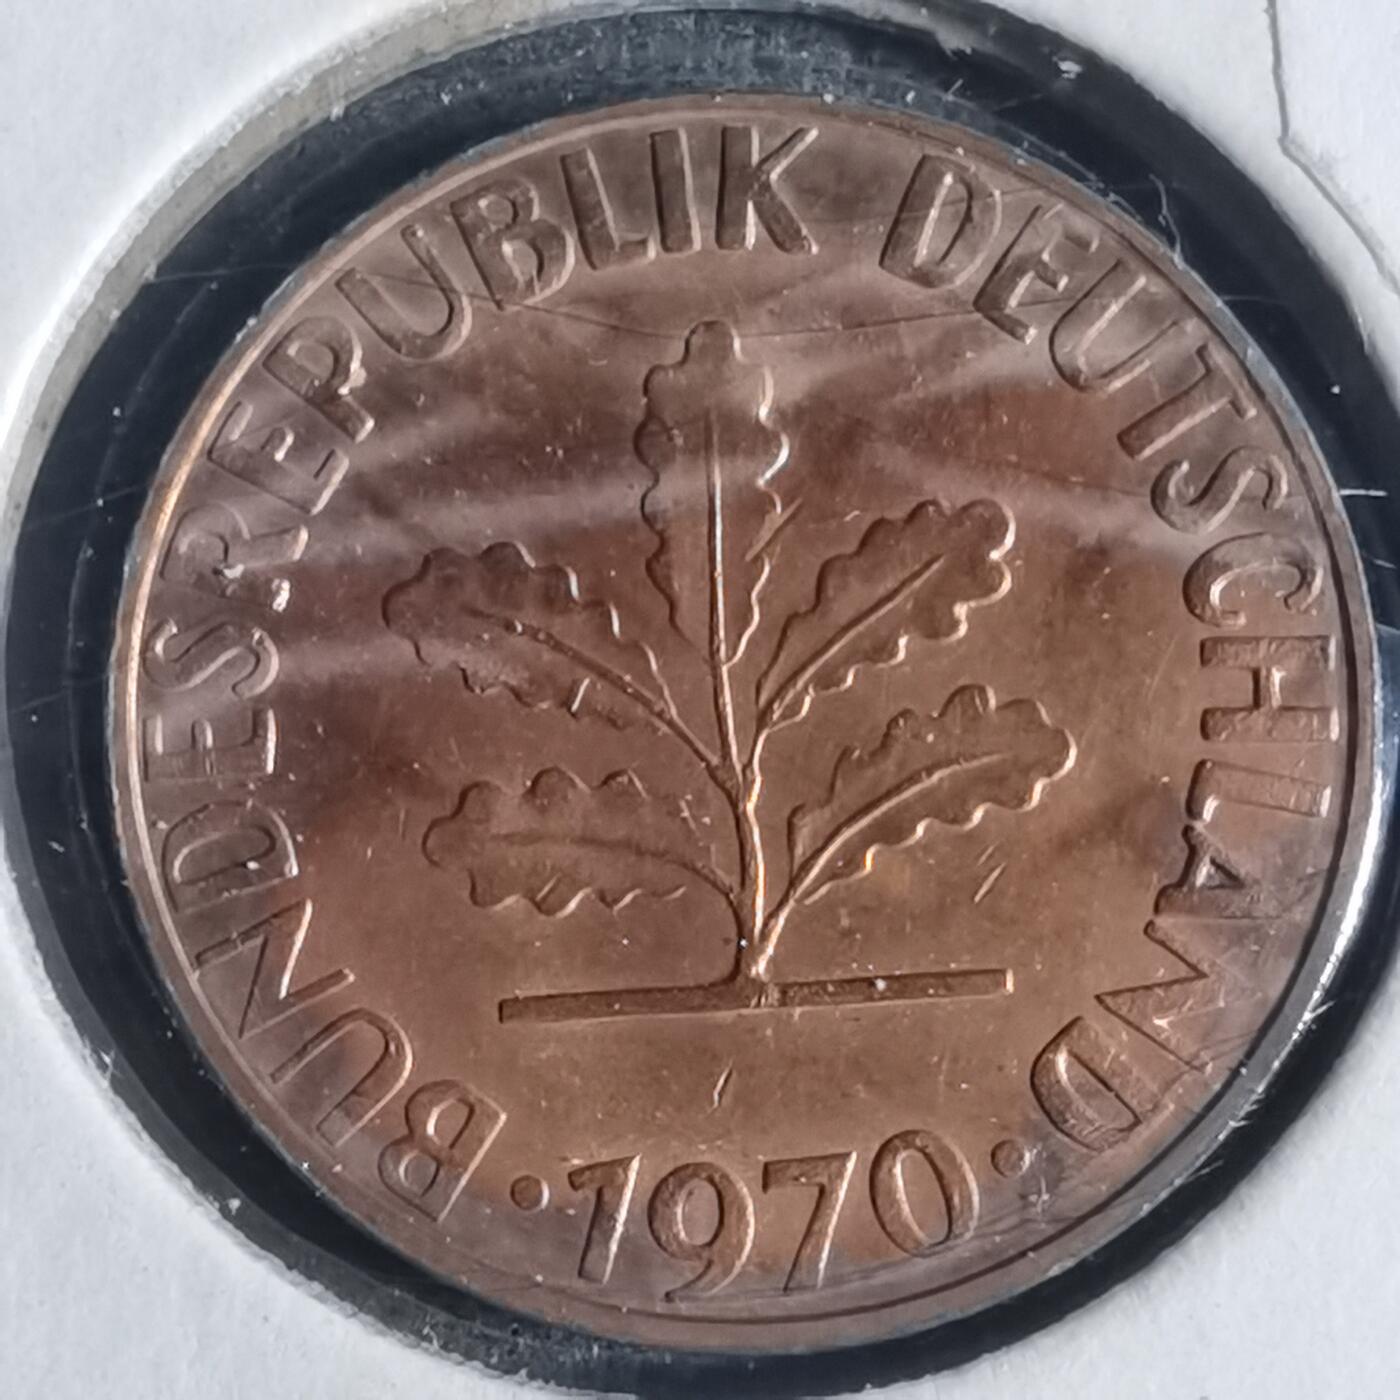 BUNDESREPUBLIK DEUTSCHLAND
·1970·